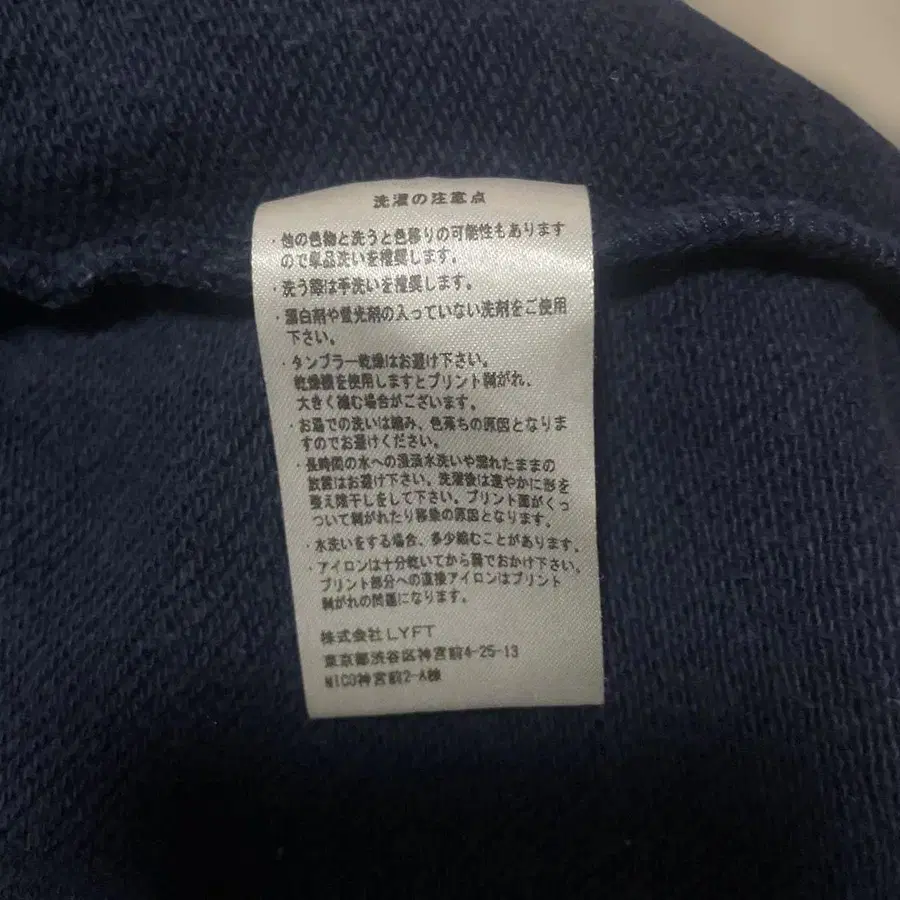 洗濯の注意点
・他の色物と洗うと色移りの可能性もあります
ので単品洗いを推奨します。
・洗う際は手洗いを推奨します。
・漂白剤や蛍光剤の入っていない洗剤をご使用
下さい。
・タンブラー乾燥はお避け下さい。
乾燥機を使用しますとプリント剥がれ、
大きく縮む場合がございます。
・お湯での洗いは縮み、色落ちの原因となりま
すのでお避けください。
・長時間の水への浸漬水洗いや濡れたままの
放置はお避け下さい。洗濯後は速やかに形を
整え陰干しをして下さい。プリント面がくっ
ついて剥がれたり移染の原因となります。
・水洗いをする場合、多少縮むことがあります。
・アイロンは十分乾いてから霧でおかけ下さい。
プリント部分への直接アイロンはプリント
剥がれの問題になります。
株式会社LYFT
東京都渋谷区神宮前4-25-13
MICO神宮前2-A棟